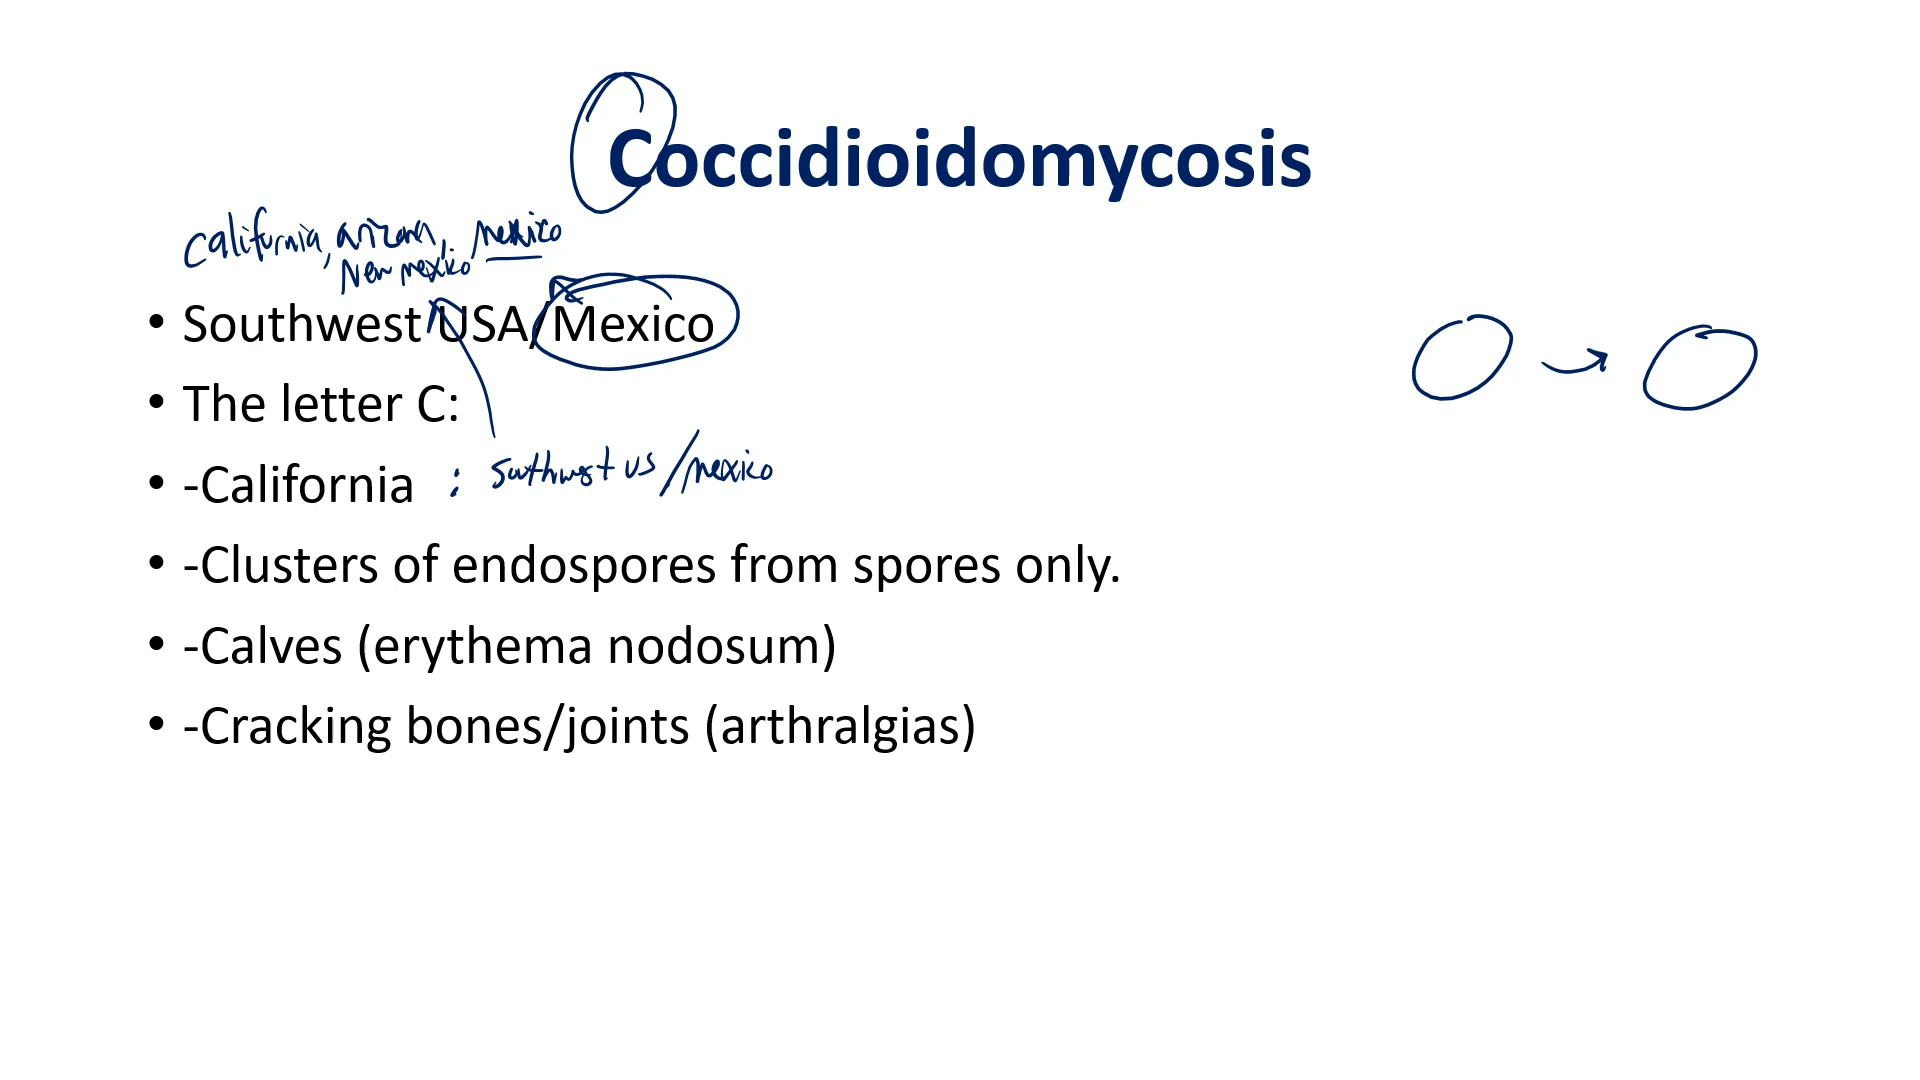 Coccidioidomycosis
California, arizona, mexico
New mexico
• Southwest USA/Mexico
• The letter C:
• -California : Southwest us/mexico
• -Clusters of endospores from spores only.
• -Calves (erythema nodosum)
• -Cracking bones/joints (arthralgias)